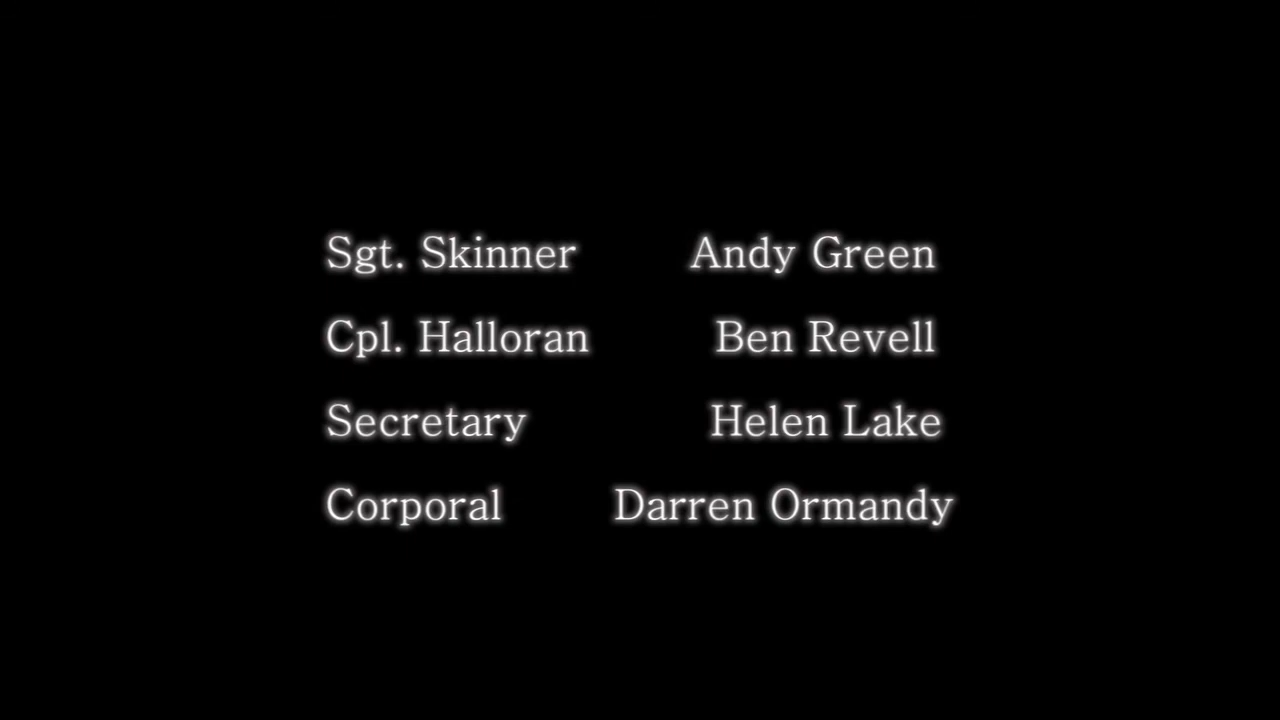 Sgt. Skinner Andy Green
Cpl. Halloran Ben Revell
Secretary Helen Lake
Corporal Darren Ormandy